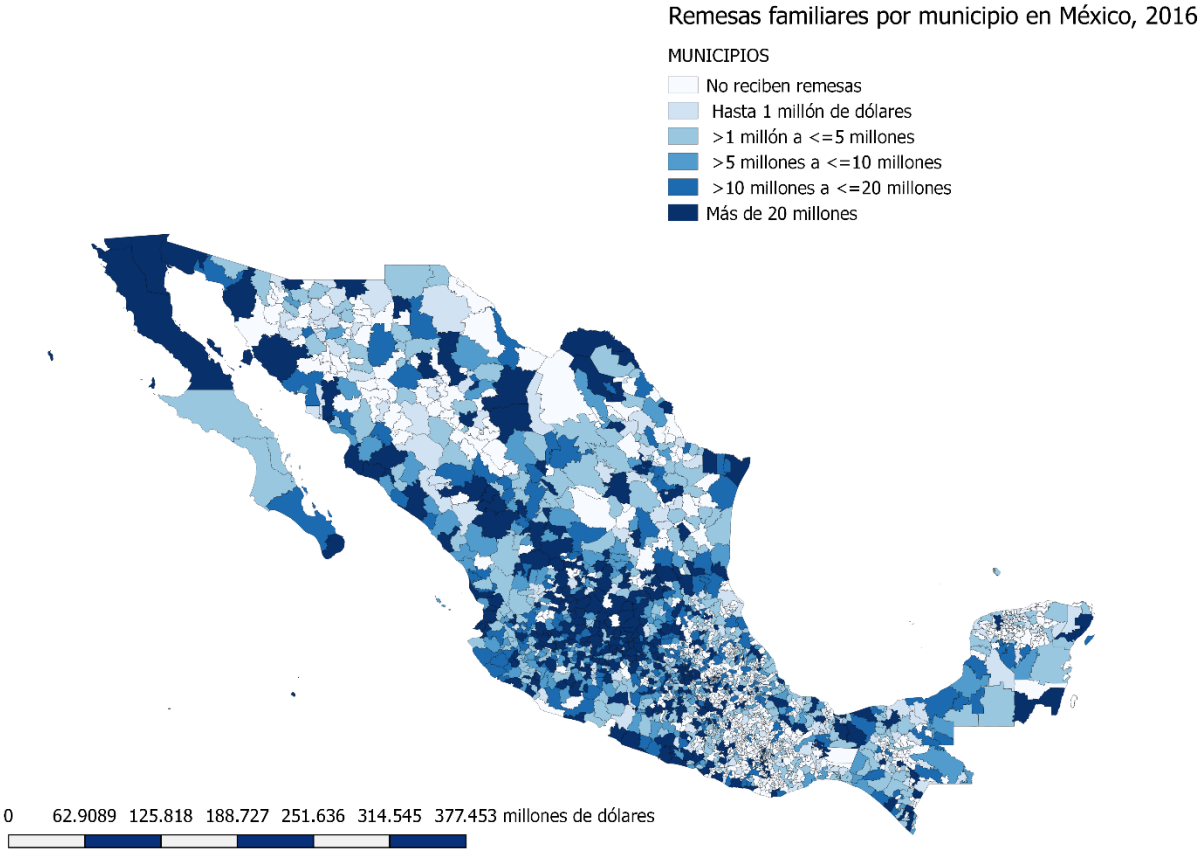 Remesas familiares por municipio en México, 2016
MUNICIPIOS
No reciben remesas
Hasta 1 millón de dólares
>1 millón a <=5 millones
>5 millones a <=10 millones
>10 millones a <=20 millones
Más de 20 millones
0 62.9089 125.818 188.727 251.636 314.545 377.453 millones de dólares